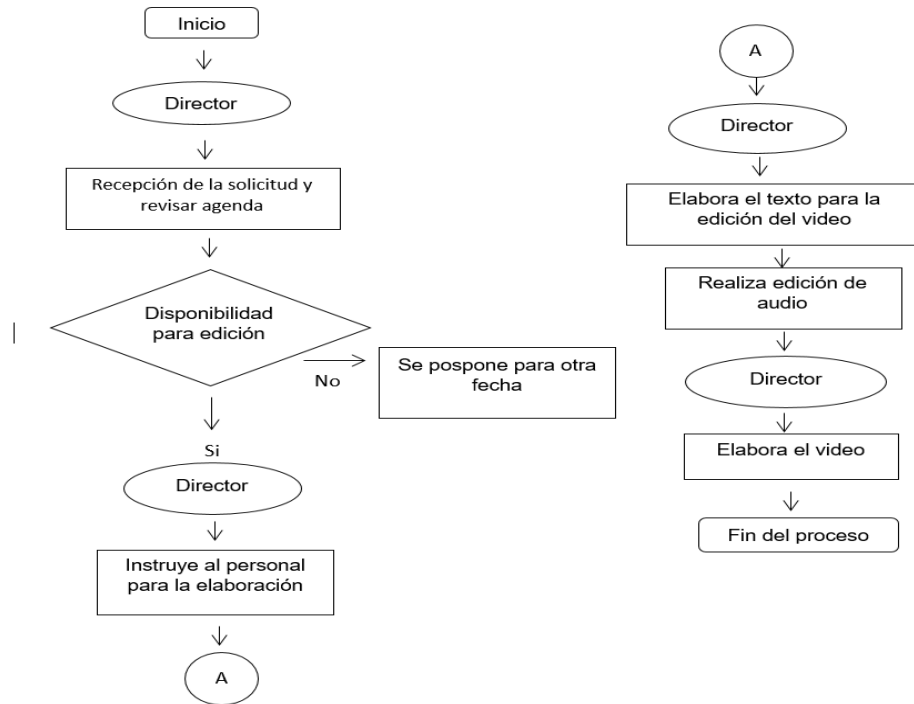 Inicio
Director
Recepción de la solicitud y
revisar agenda
Disponibilidad
para edición
No
Se pospone para otra
fecha
Si
Director
Instruye al personal
para la elaboración
A
A
Director
Elabora el texto para la
edición del video
Realiza edición de
audio
Director
Elabora el video
Fin del proceso